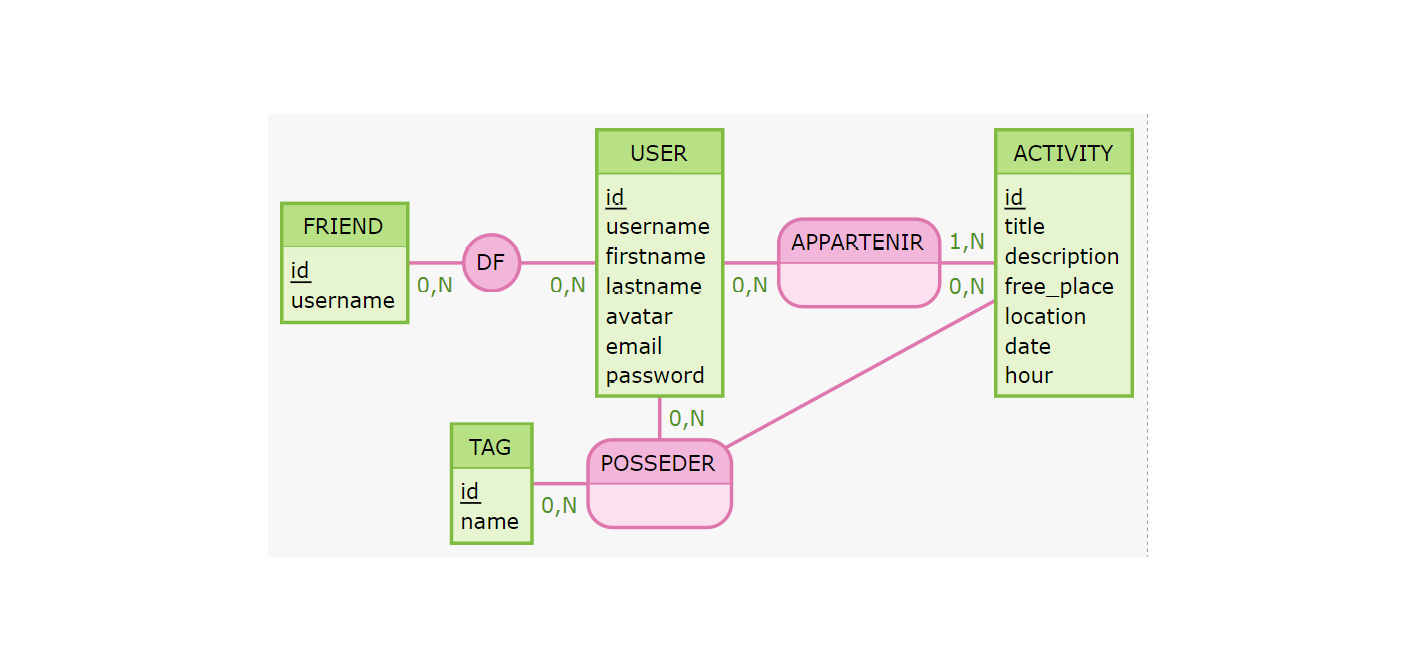 FRIEND
id
username
0,N
DF
0,N
USER
id
username
firstname
lastname
avatar
email
password
0,N
APPARTENIR
1,N
0,N
ACTIVITY
id
title
description
free_place
location
date
hour
0,N
TAG
id
name
0,N
POSSEDER